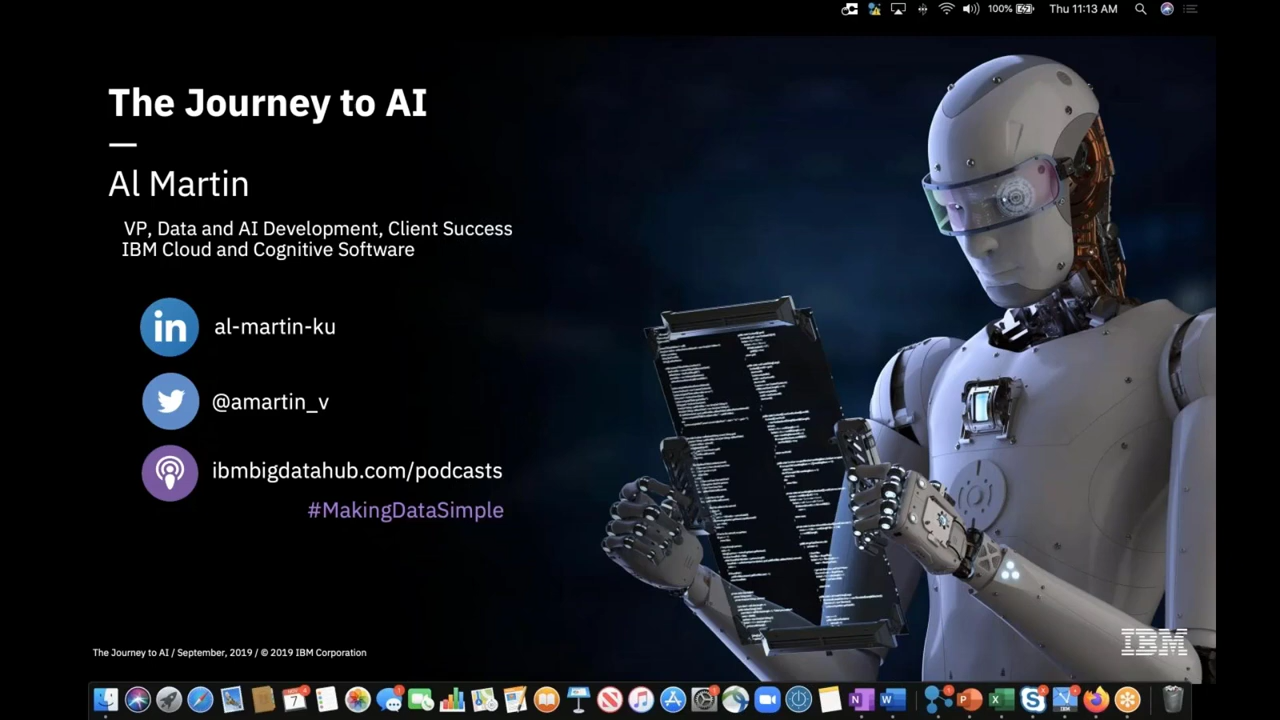 100%
Thu 11:13 AM
The Journey to AI
Al Martin
VP, Data and AI Development, Client Success
IBM Cloud and Cognitive Software
in
al-martin-ku
@amartin_v
ibmbigdatahub.com/podcasts
#MakingDataSimple
The Journey to AI / September, 2019 / © 2019 IBM Corporation
IBM